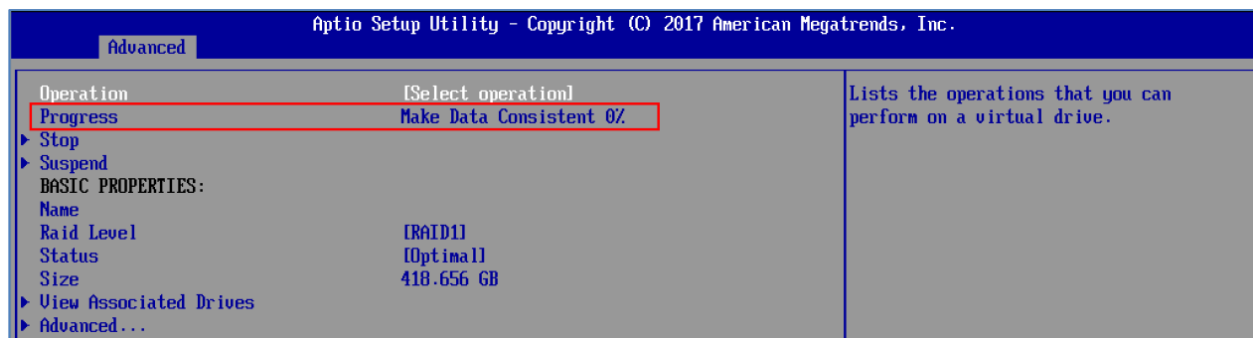 Aptio Setup Utility - Copyright (C) 2017 American Megatrends, Inc.
Advanced
Operation [Select operation]
Progress Make Data Consistent 0%
Stop
Suspend
BASIC PROPERTIES:
Name
Raid Level [RAID1]
Status [Optimal]
Size 418.656 GB
View Associated Drives
Advanced...
Lists the operations that you can
perform on a virtual drive.